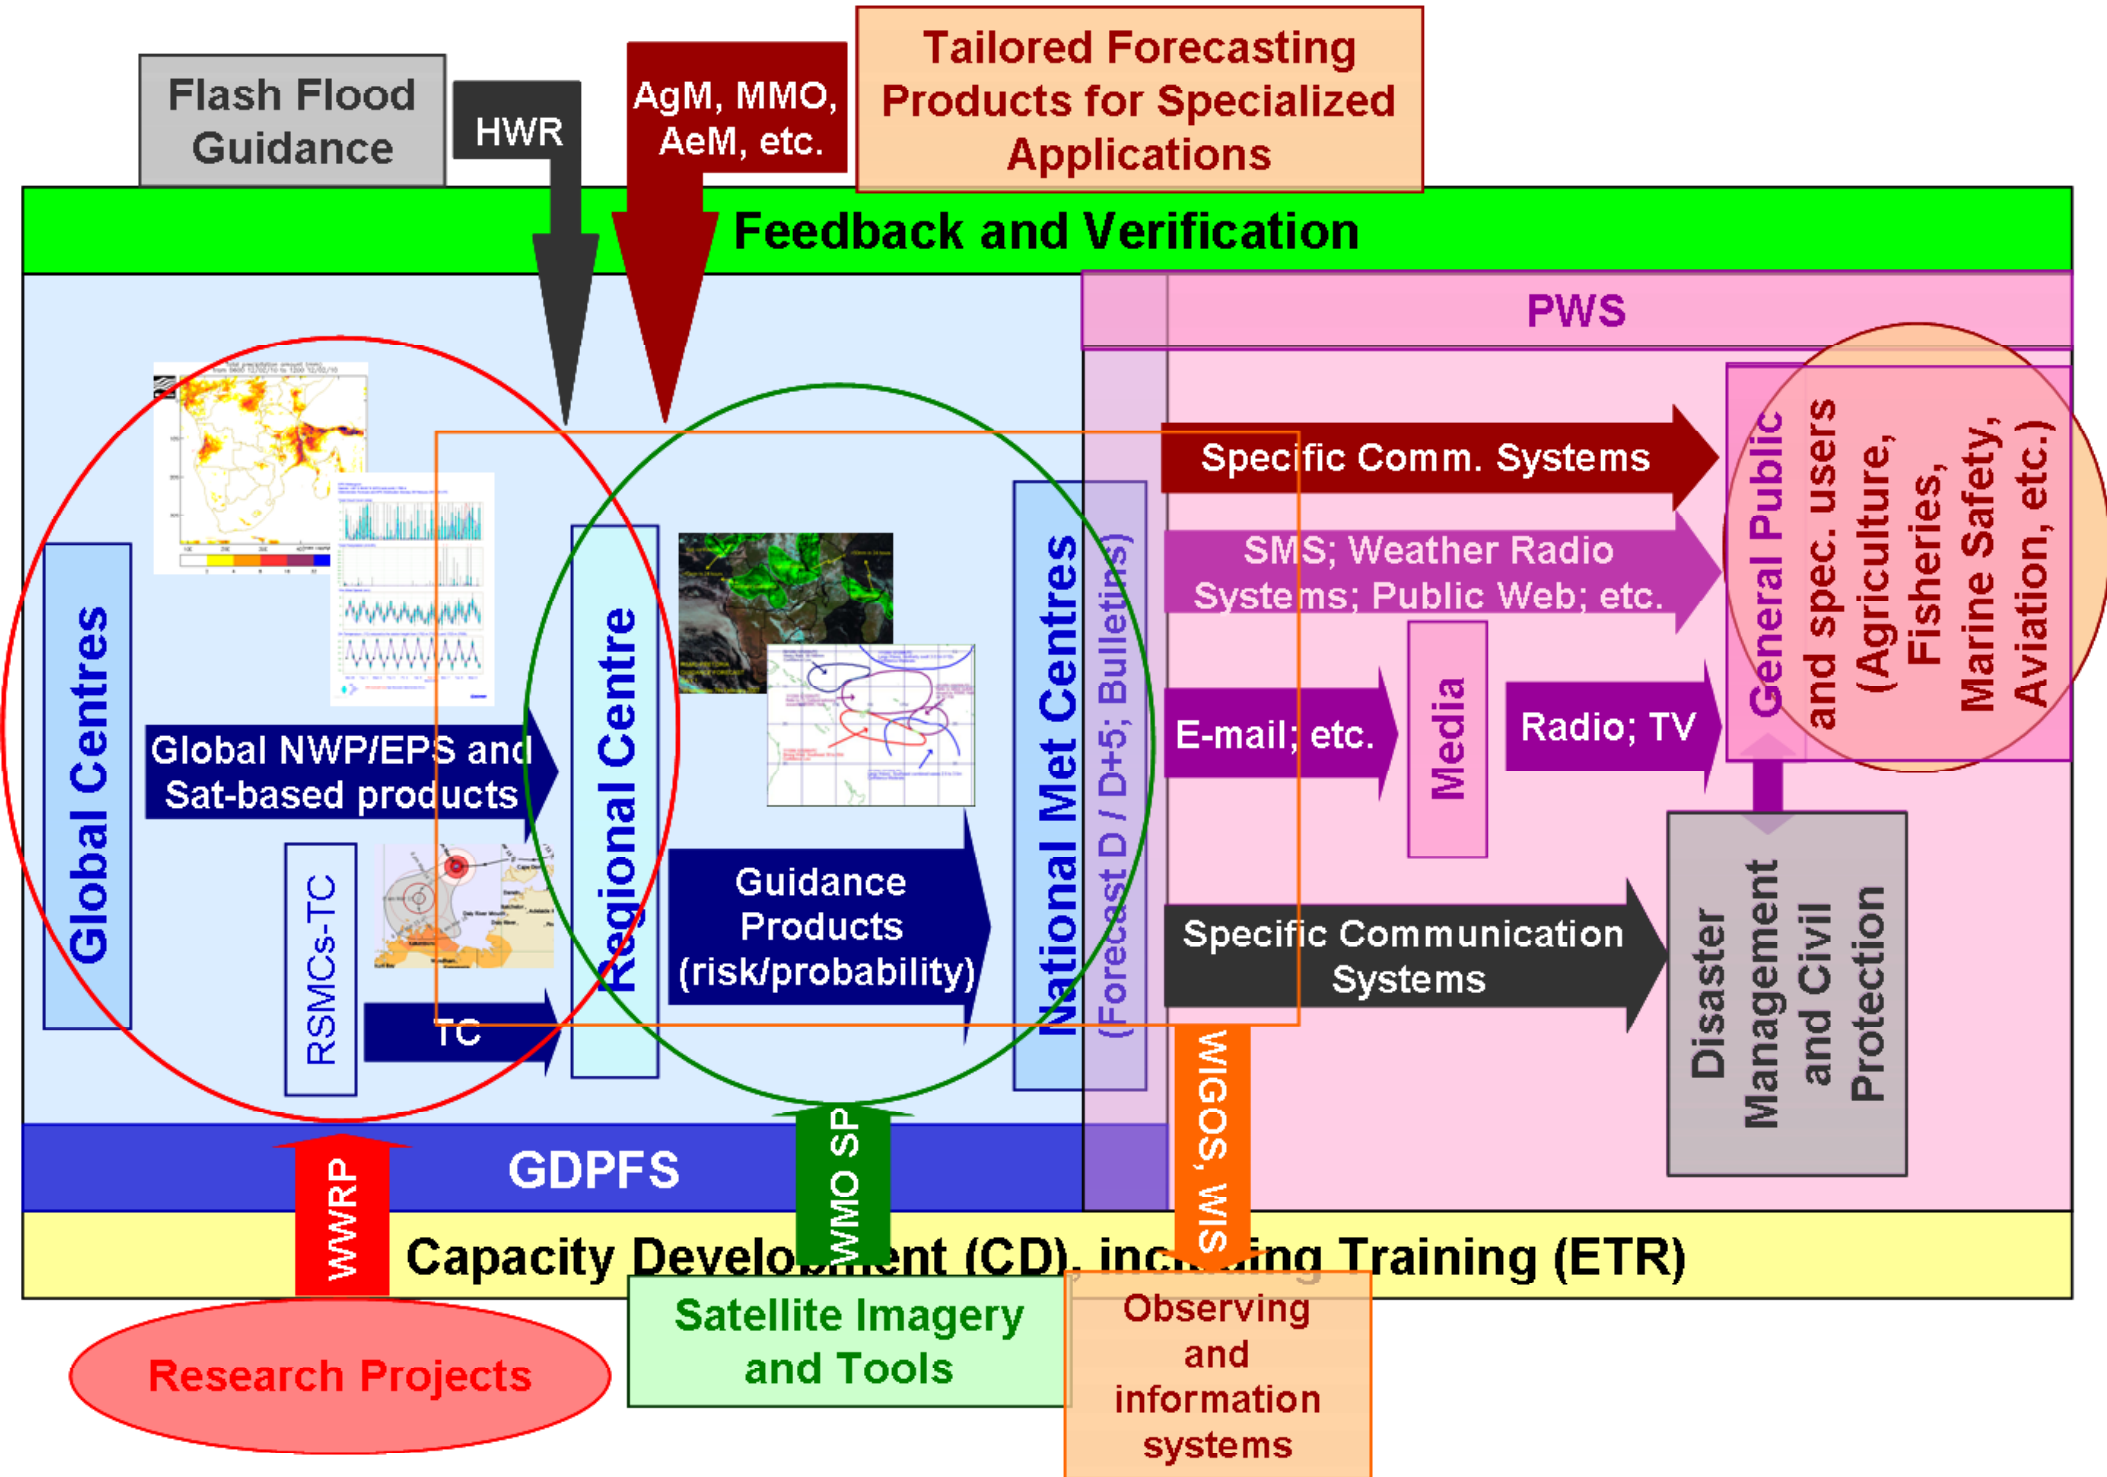 Tailored Forecasting
Products for Specialized
Applications
Flash Flood
Guidance
HWR
AgM, MMO,
AeM, etc.
Feedback and Verification
PWS
Global Centres
Global NWP/EPS and
Sat-based products
RSMCs-TC
TC
Regional Centre
Guidance
Products
(risk/probability)
National Met Centres
(Forecast D / D+5; Bulletins)
Specific Comm. Systems
SMS; Weather Radio
Systems; Public Web; etc.
E-mail; etc.
Media
Radio; TV
Specific Communication
Systems
General Public
and spec. users
(Agriculture,
Fisheries,
Marine Safety,
Aviation, etc.)
Disaster
Management
and Civil
Protection
GDPFS
WWRP
WMO SP
WIGOS, WIS
Capacity Development (CD), including Training (ETR)
Research Projects
Satellite Imagery
and Tools
Observing
and
information
systems